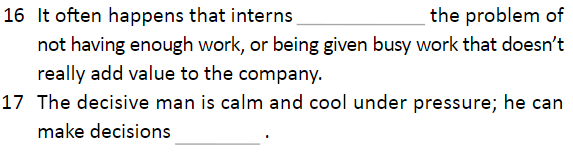 16 It often happens that interns ______________ the problem of
not having enough work, or being given busy work that doesn't
really add value to the company.
17 The decisive man is calm and cool under pressure; he can
make decisions _________ .